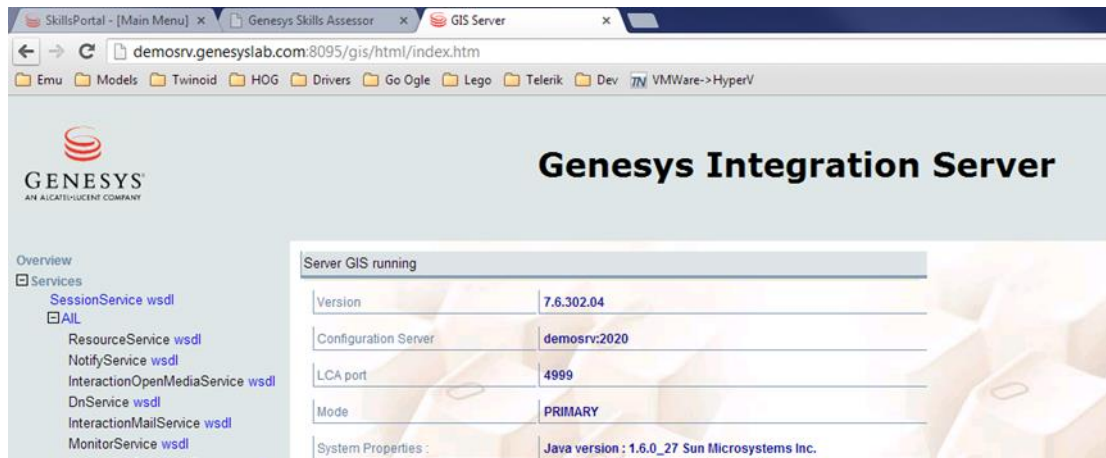 SkillsPortal - [Main Menu] × Genesys Skills Assessor × GIS Server ×
demosrv.genesyslab.com:8095/gis/html/index.htm
Emu Models Twinoid HOG Drivers Go Ogle Lego Telerik Dev TN VMWare->HyperV
GENESYS
AN ALCATEL-LUCENT COMPANY
Genesys Integration Server
Overview
Services
SessionService wsdl
AIL
ResourceService wsdl
NotifyService wsdl
InteractionOpenMediaService wsdl
DnService wsdl
InteractionMailService wsdl
MonitorService wsdl
Server GIS running
Version 7.6.302.04
Configuration Server demosrv:2020
LCA port 4999
Mode PRIMARY
System Properties : Java version : 1.6.0_27 Sun Microsystems Inc.